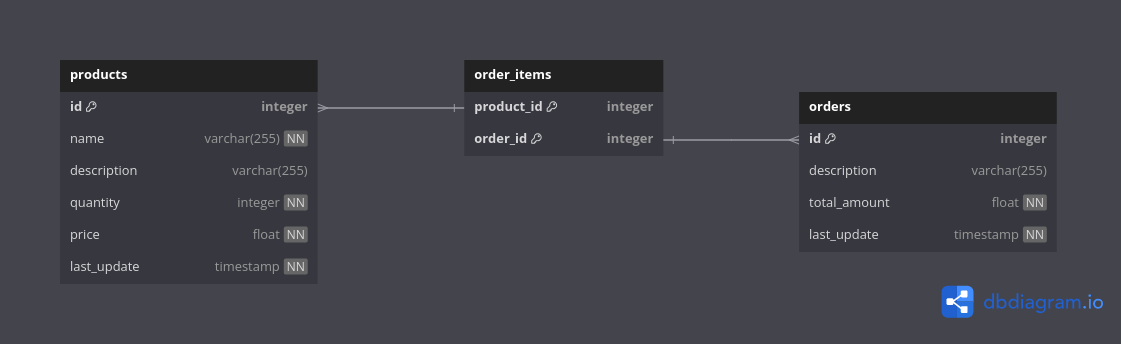 products
id integer
name varchar(255) NN
description varchar(255)
quantity integer NN
price float NN
last_update timestamp NN
order_items
product_id integer
order_id integer
orders
id integer
description varchar(255)
total_amount float NN
last_update timestamp NN
dbdiagram.io